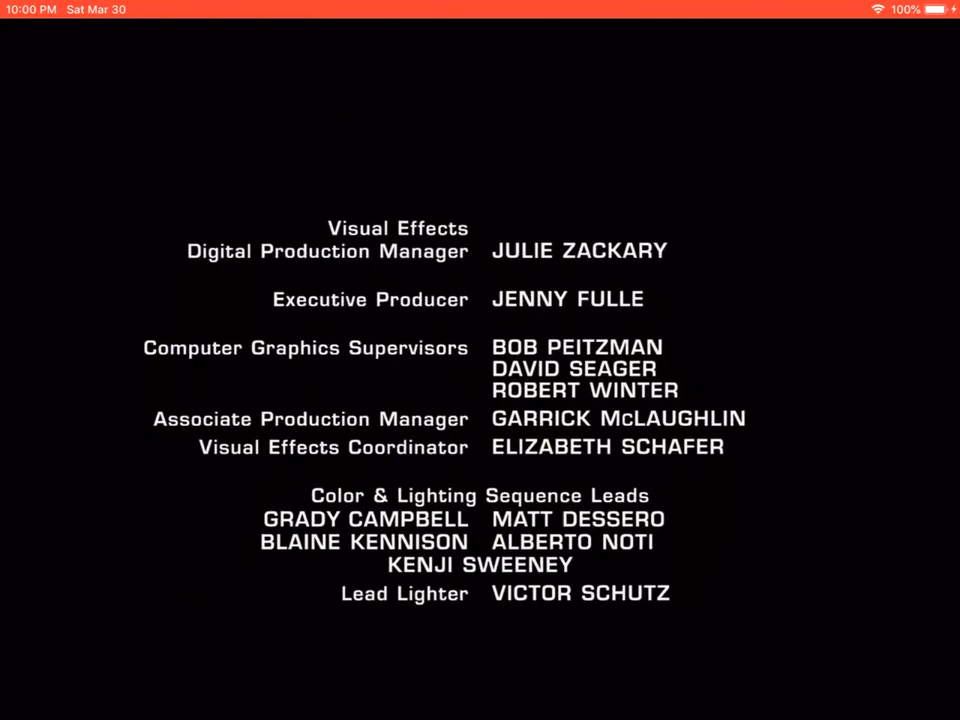 10:00 PM Sat Mar 30 100%
Visual Effects
Digital Production Manager JULIE ZACKARY
Executive Producer JENNY FULLE
Computer Graphics Supervisors BOB PEITZMAN
DAVID SEAGER
ROBERT WINTER
Associate Production Manager GARRICK McLAUGHLIN
Visual Effects Coordinator ELIZABETH SCHAFER
Color & Lighting Sequence Leads
GRADY CAMPBELL MATT DESSERO
BLAINE KENNISON ALBERTO NOTI
KENJI SWEENEY
Lead Lighter VICTOR SCHUTZ